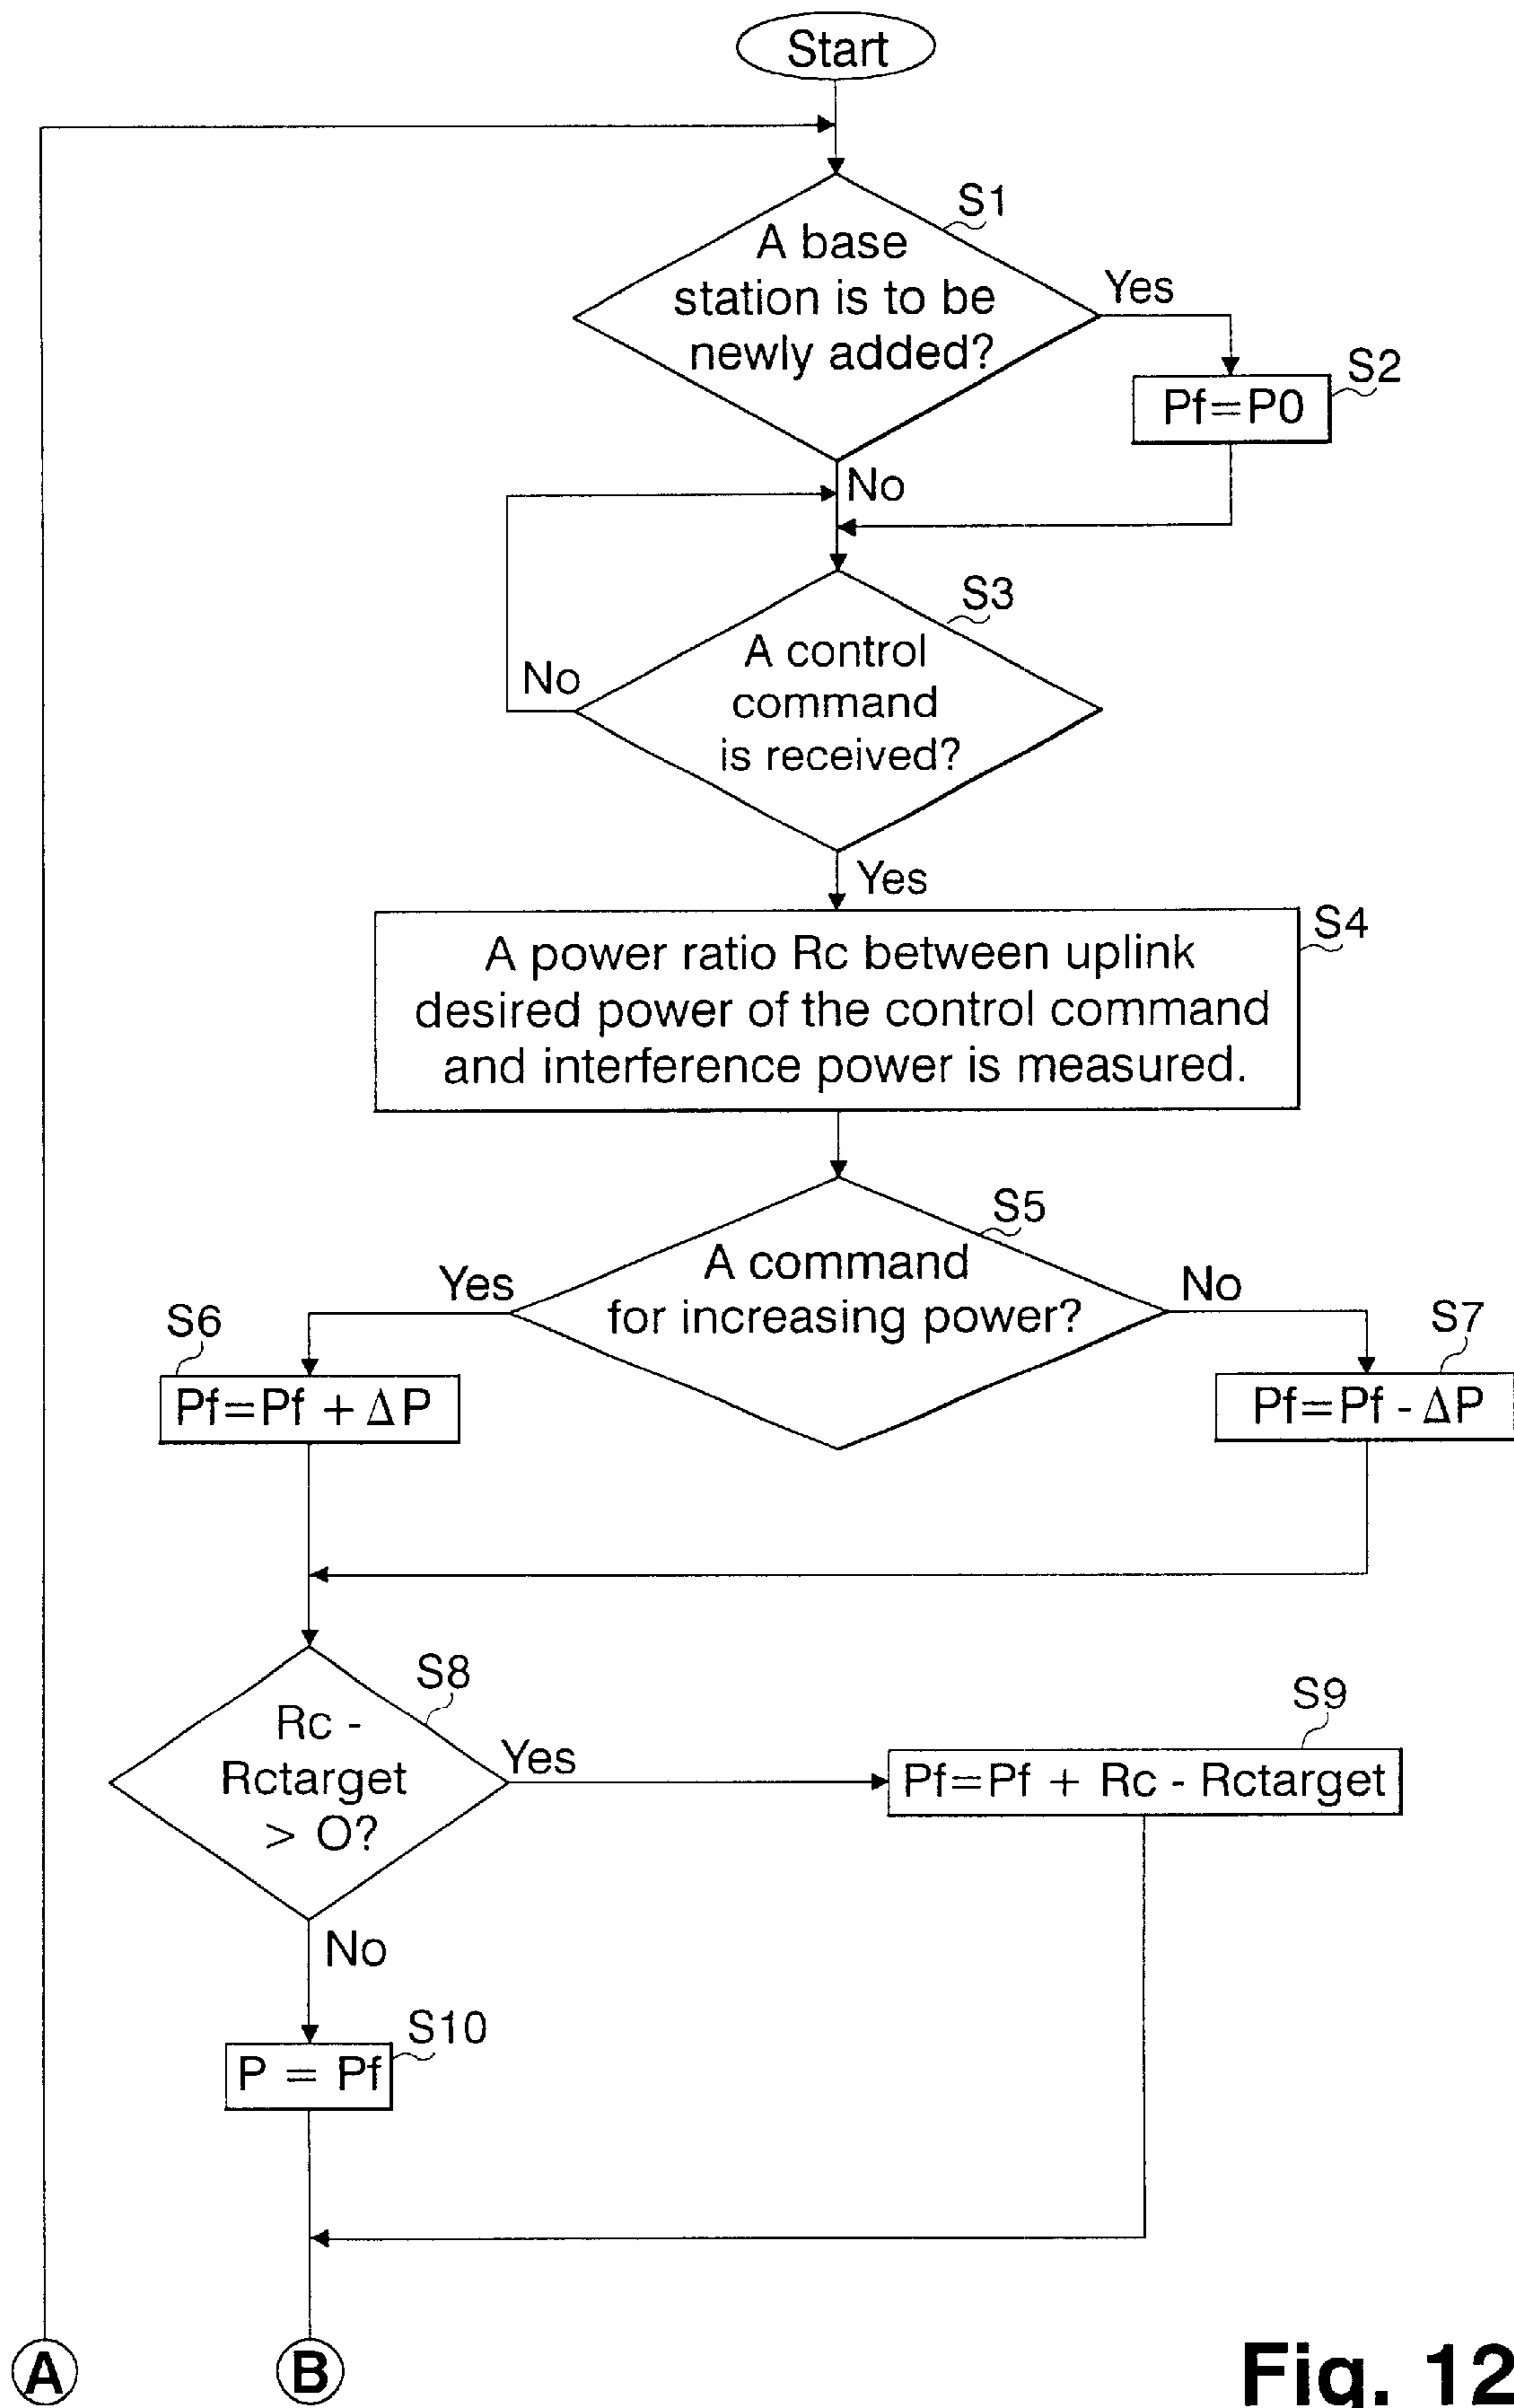 Start
S1
A base
station is to be
newly added?
Yes
S2
Pf=P0
No
S3
A control
command
is received?
No
Yes
S4
A power ratio Rc between uplink
desired power of the control command
and interference power is measured.
S5
A command
for increasing power?
Yes
No
S6
S7
Pf=Pf + ΔP
Pf=Pf - ΔP
S8
Rc -
Rctarget
> O?
Yes
S9
Pf=Pf + Rc - Rctarget
No
S10
P = Pf
A
B
Fig. 12